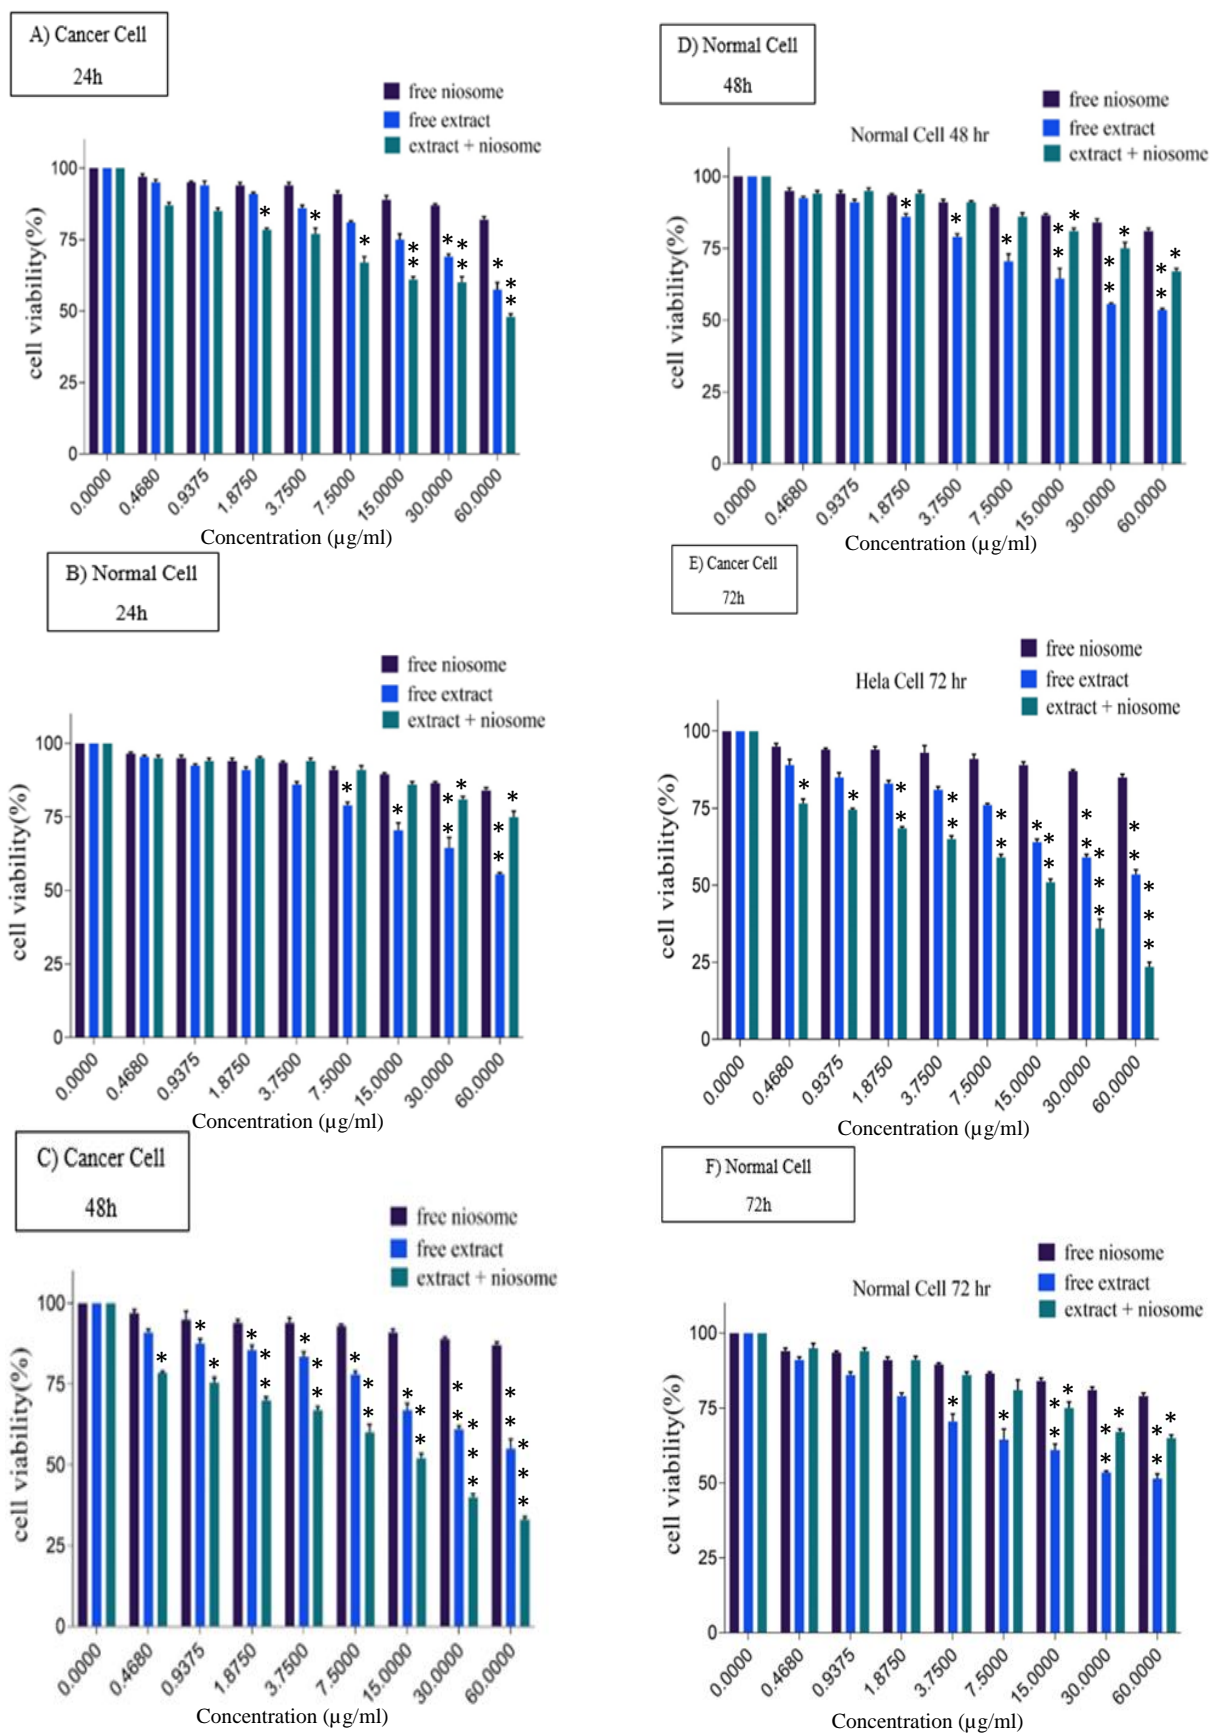 A) Cancer Cell
24h
free niosome
free extract
extract + niosome
cell viability(%)
100
75
50
25
0
0.0000 0.4680 0.9375 1.8750 3.7500 7.5000 15.0000 30.0000 60.0000
Concentration (µg/ml)
B) Normal Cell
24h
free niosome
free extract
extract + niosome
cell viability(%)
100
75
50
25
0
0.0000 0.4680 0.9375 1.8750 3.7500 7.5000 15.0000 30.0000 60.0000
Concentration (µg/ml)
C) Cancer Cell
48h
free niosome
free extract
extract + niosome
cell viability(%)
100
75
50
25
0
0.0000 0.4680 0.9375 1.8750 3.7500 7.5000 15.0000 30.0000 60.0000
Concentration (µg/ml)
D) Normal Cell
48h
free niosome
free extract
extract + niosome
Normal Cell 48 hr
cell viability(%)
100
75
50
25
0
0.0000 0.4680 0.9375 1.8750 3.7500 7.5000 15.0000 30.0000 60.0000
Concentration (µg/ml)
E) Cancer Cell
72h
free niosome
free extract
extract + niosome
Hela Cell 72 hr
cell viability(%)
100
75
50
25
0
0.0000 0.4680 0.9375 1.8750 3.7500 7.5000 15.0000 30.0000 60.0000
Concentration (µg/ml)
F) Normal Cell
72h
free niosome
free extract
extract + niosome
Normal Cell 72 hr
cell viability(%)
100
75
50
25
0
0.0000 0.4680 0.9375 1.8750 3.7500 7.5000 15.0000 30.0000 60.0000
Concentration (µg/ml)